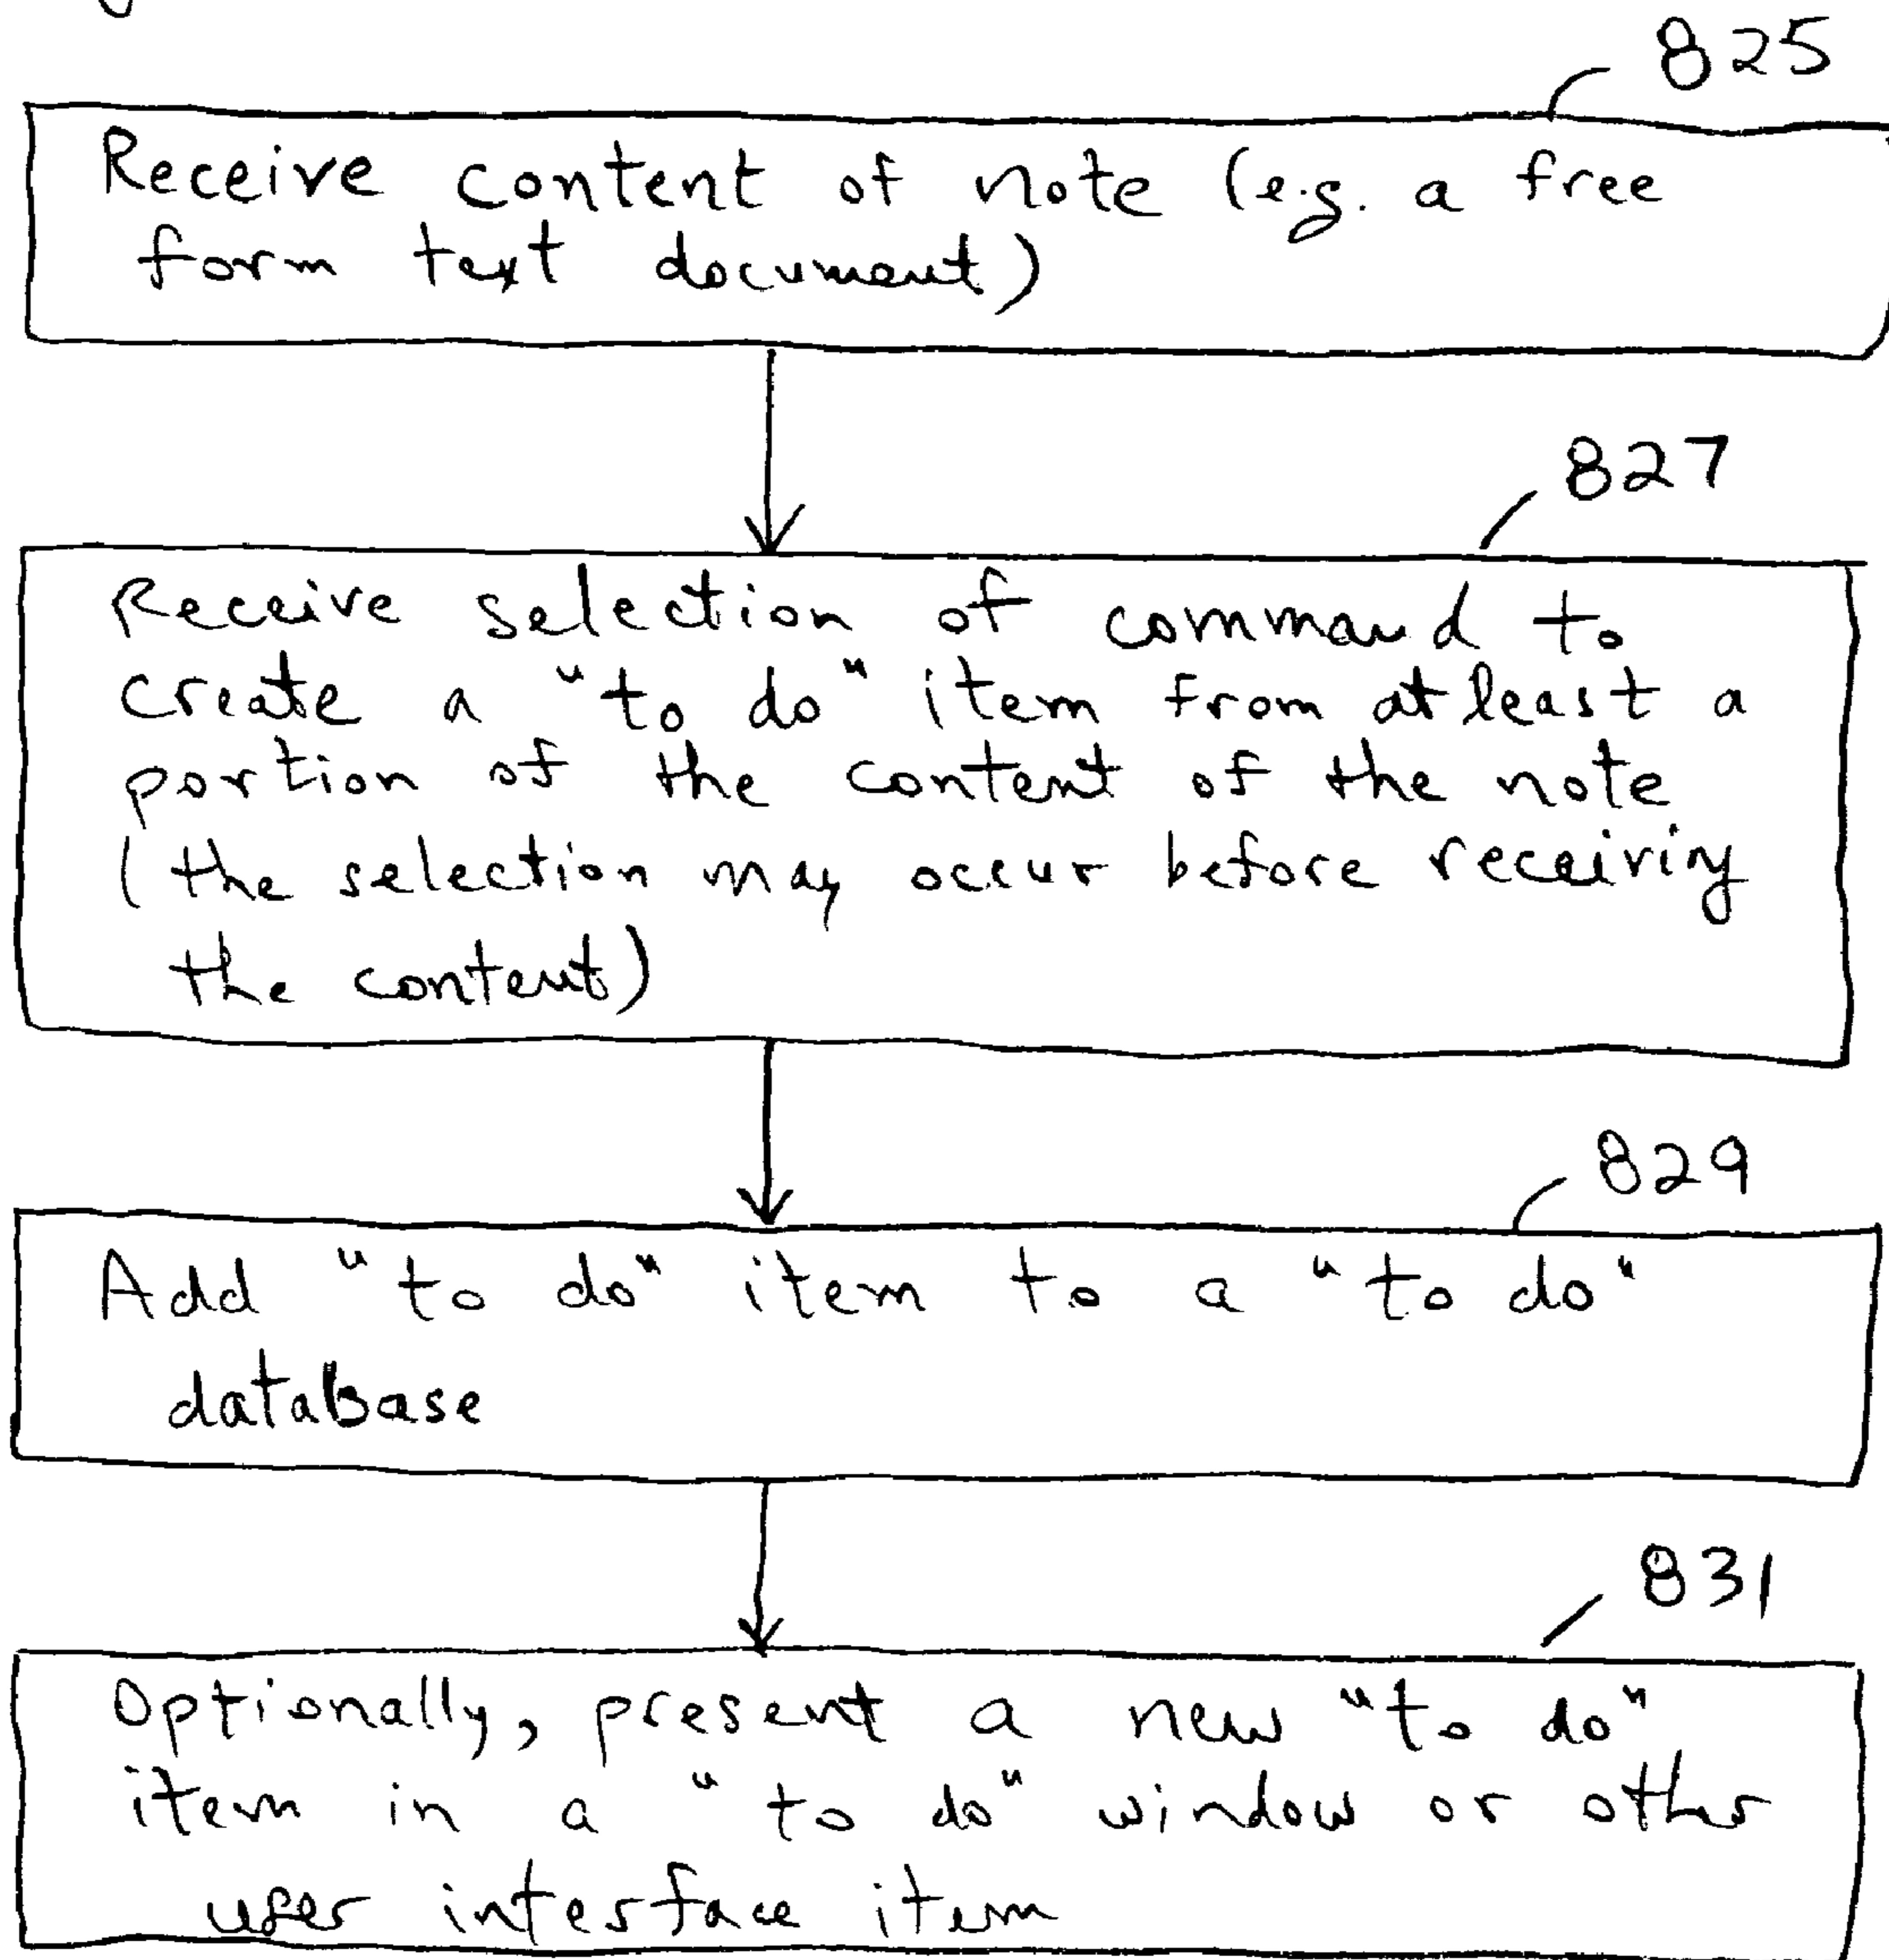 825
Receive content of note (e.g. a free
form text document)
827
Receive selection of command to
create a "to do" item from at least a
portion of the content of the note
(the selection may occur before receiving
the content)
829
Add "to do" item to a "to do"
database
831
Optionally, present a new "to do"
item in a "to do" window or other
user interface item